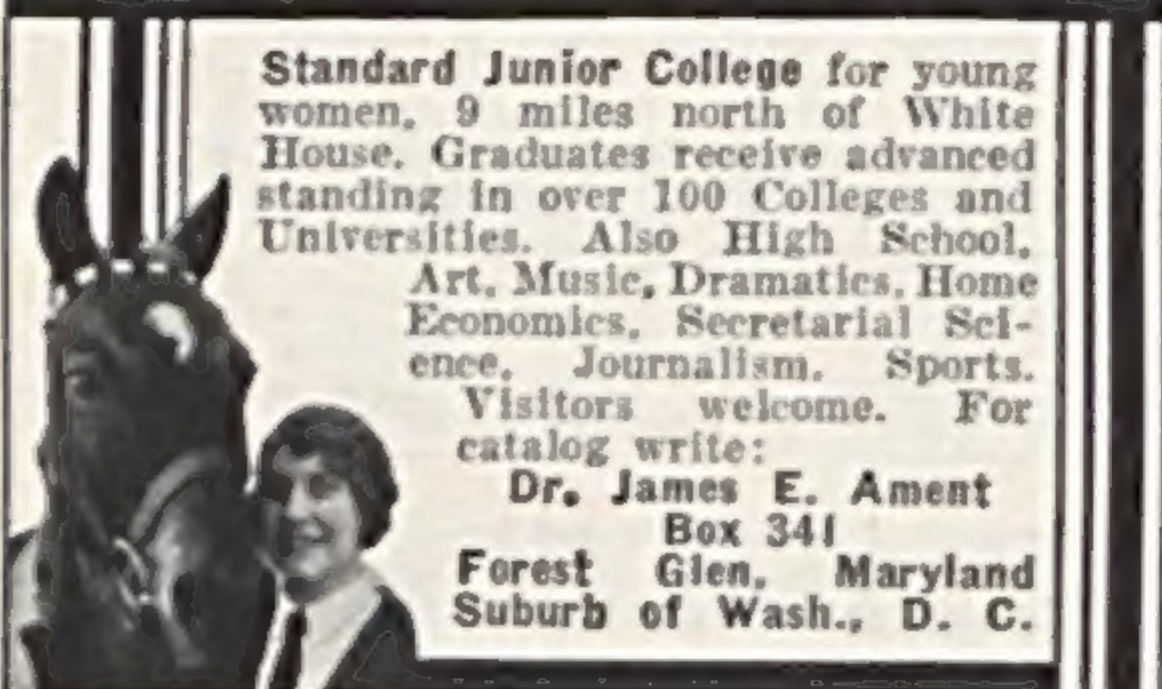 Standard Junior College for young
women. 9 miles north of White
House. Graduates receive advanced
standing in over 100 Colleges and
Universities. Also High School,
Art, Music, Dramatics, Home
Economics, Secretarial Sci-
ence, Journalism. Sports.
Visitors welcome. For
catalog write:
Dr. James E. Ament
Box 341
Forest Glen, Maryland
Suburb of Wash., D. C.